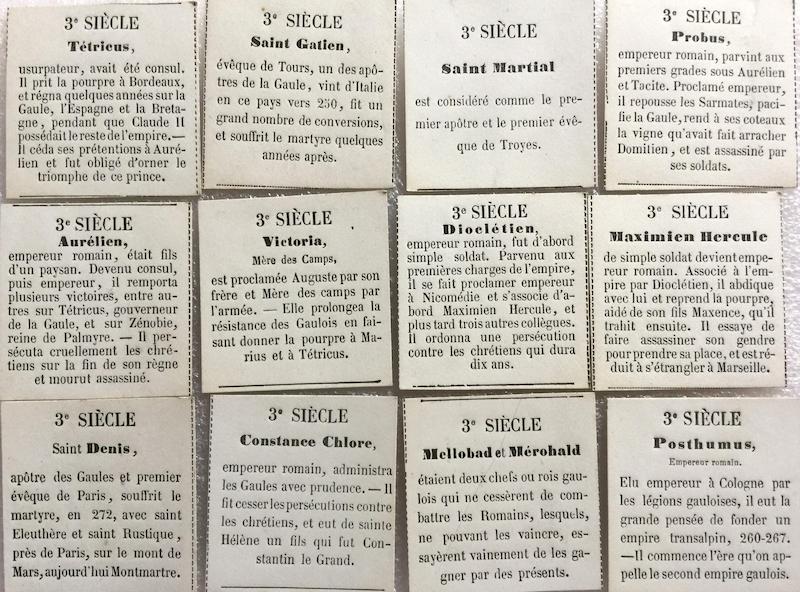 3e SIÈCLE
Tétricus,
usurpateur, avait été consul.
Il prit la pourpre à Bordeaux,
et régna quelques années sur la
Gaule, l'Espagne et la Breta-
gne, pendant que Claude II
possédait le reste de l'empire.—
Il céda ses prétentions à Auré-
lien et fut obligé d'orner le
triomphe de ce prince.
3e SIÈCLE
Saint Gatien,
évêque de Tours, un des apô-
tres de la Gaule, vint d'Italie
en ce pays vers 250, fit un
grand nombre de conversions,
et souffrit le martyre quelques
années après.
3e SIÈCLE
Saint Martial
est considéré comme le pre-
mier apôtre et le premier évê-
que de Troyes.
3e SIÈCLE
Probus,
empereur romain, parvint aux
premiers grades sous Aurélien
et Tacite. Proclamé empereur,
il repousse les Sarmates, paci-
fie la Gaule, rend à ses coteaux
la vigne qu'avait fait arracher
Domitien, et est assassiné par
ses soldats.
3e SIÈCLE
Aurélien,
empereur romain, était fils
d'un paysan. Devenu consul,
puis empereur, il remporta
plusieurs victoires, entre au-
tres sur Tétricus, gouverneur
de la Gaule, et sur Zénobie,
reine de Palmyre. — Il per-
sécuta cruellement les chré-
tiens sur la fin de son règne
et mourut assassiné.
3e SIÈCLE
Victoria,
Mère des Camps,
est proclamée Auguste par son
frère et Mère des camps par
l'armée. — Elle prolongea la
résistance des Gaulois en fai-
sant donner la pourpre à Ma-
rius et à Tétricus.
3e SIÈCLE
Dioclétien,
empereur romain, fut d'abord
simple soldat. Parvenu aux
premières charges de l'empire,
il se fait proclamer empereur
à Nicomédie et s'associe d'a-
bord Maximien Hercule, et
plus tard trois autres collègues.
Il ordonna une persécution
contre les chrétiens qui dura
dix ans.
3e SIÈCLE
Maximien Hercule
de simple soldat devient empe-
reur romain. Associé à l'em-
pire par Dioclétien, il abdique
avec lui et reprend la pourpre,
aidé de son fils Maxence, qu'il
trahit ensuite. Il essaye de
faire assassiner son gendre
pour prendre sa place, et est ré-
duit à s'étrangler à Marseille.
3e SIÈCLE
Saint Denis,
apôtre des Gaules et premier
évêque de Paris, souffrit le
martyre, en 272, avec saint
Eleuthère et saint Rustique,
près de Paris, sur le mont de
Mars, aujourd'hui Montmartre.
3e SIÈCLE
Constance Chlore,
empereur romain, administra
les Gaules avec prudence. — Il
fit cesser les persécutions contre
les chrétiens, et eut de sainte
Hélène un fils qui fut Con-
stantin le Grand.
3e SIÈCLE
Mellobad et Mérohald
étaient deux chefs ou rois gau-
lois qui ne cessèrent de com-
battre les Romains, lesquels,
ne pouvant les vaincre, es-
sayèrent vainement de les ga-
gner par des présents.
3e SIÈCLE
Posthumus,
Empereur romain.
Elu empereur à Cologne par
les légions gauloises, il eut la
grande pensée de fonder un
empire transalpin, 260-267.
—Il commence l'ère qu'on ap-
pelle le second empire gaulois.